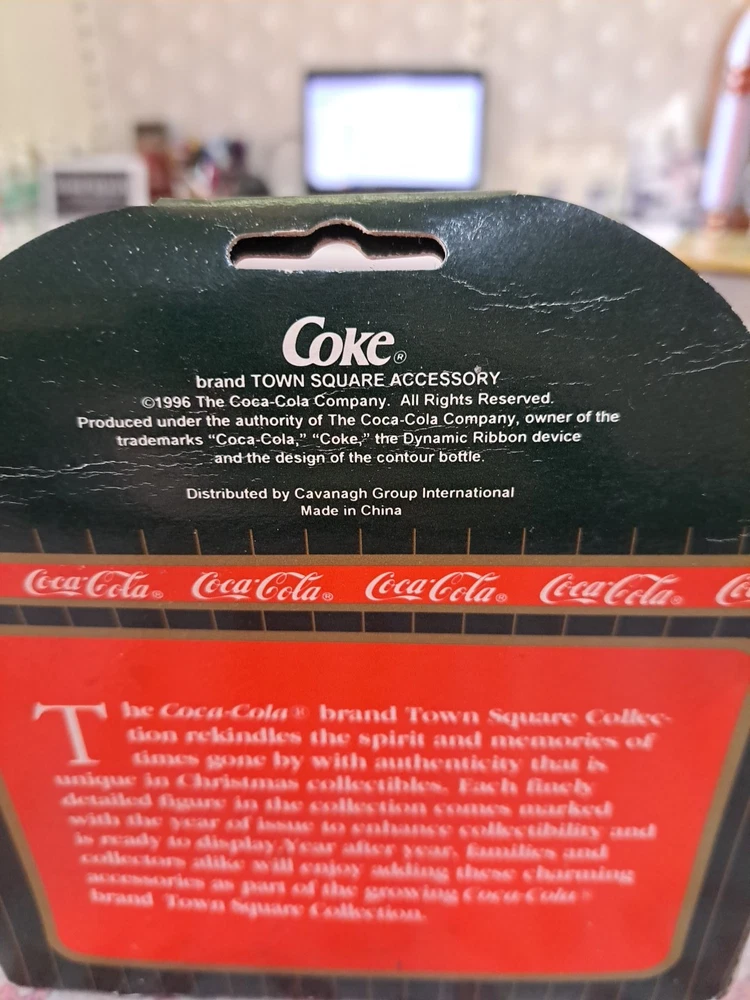 Coke®
brand TOWN SQUARE ACCESSORY
©1996 The Coca-Cola Company. All Rights Reserved.
Produced under the authority of The Coca-Cola Company, owner of the
trademarks “Coca-Cola,” “Coke,” the Dynamic Ribbon device
and the design of the contour bottle.
Distributed by Cavanagh Group International
Made in China
Coca-Cola® Coca-Cola® Coca-Cola® Coca-Cola® Co
The Coca-Cola® brand Town Square Collec-
tion rekindles the spirit and memories of
times gone by with authenticity that is
unique in Christmas collectibles. Each finely
detailed figure in the collection comes marked
with the year of issue to enhance collectibility and
is ready to display. Year after year, families and
collectors alike will enjoy adding these charming
accessories as part of the growing Coca-Cola®
brand Town Square Collection.